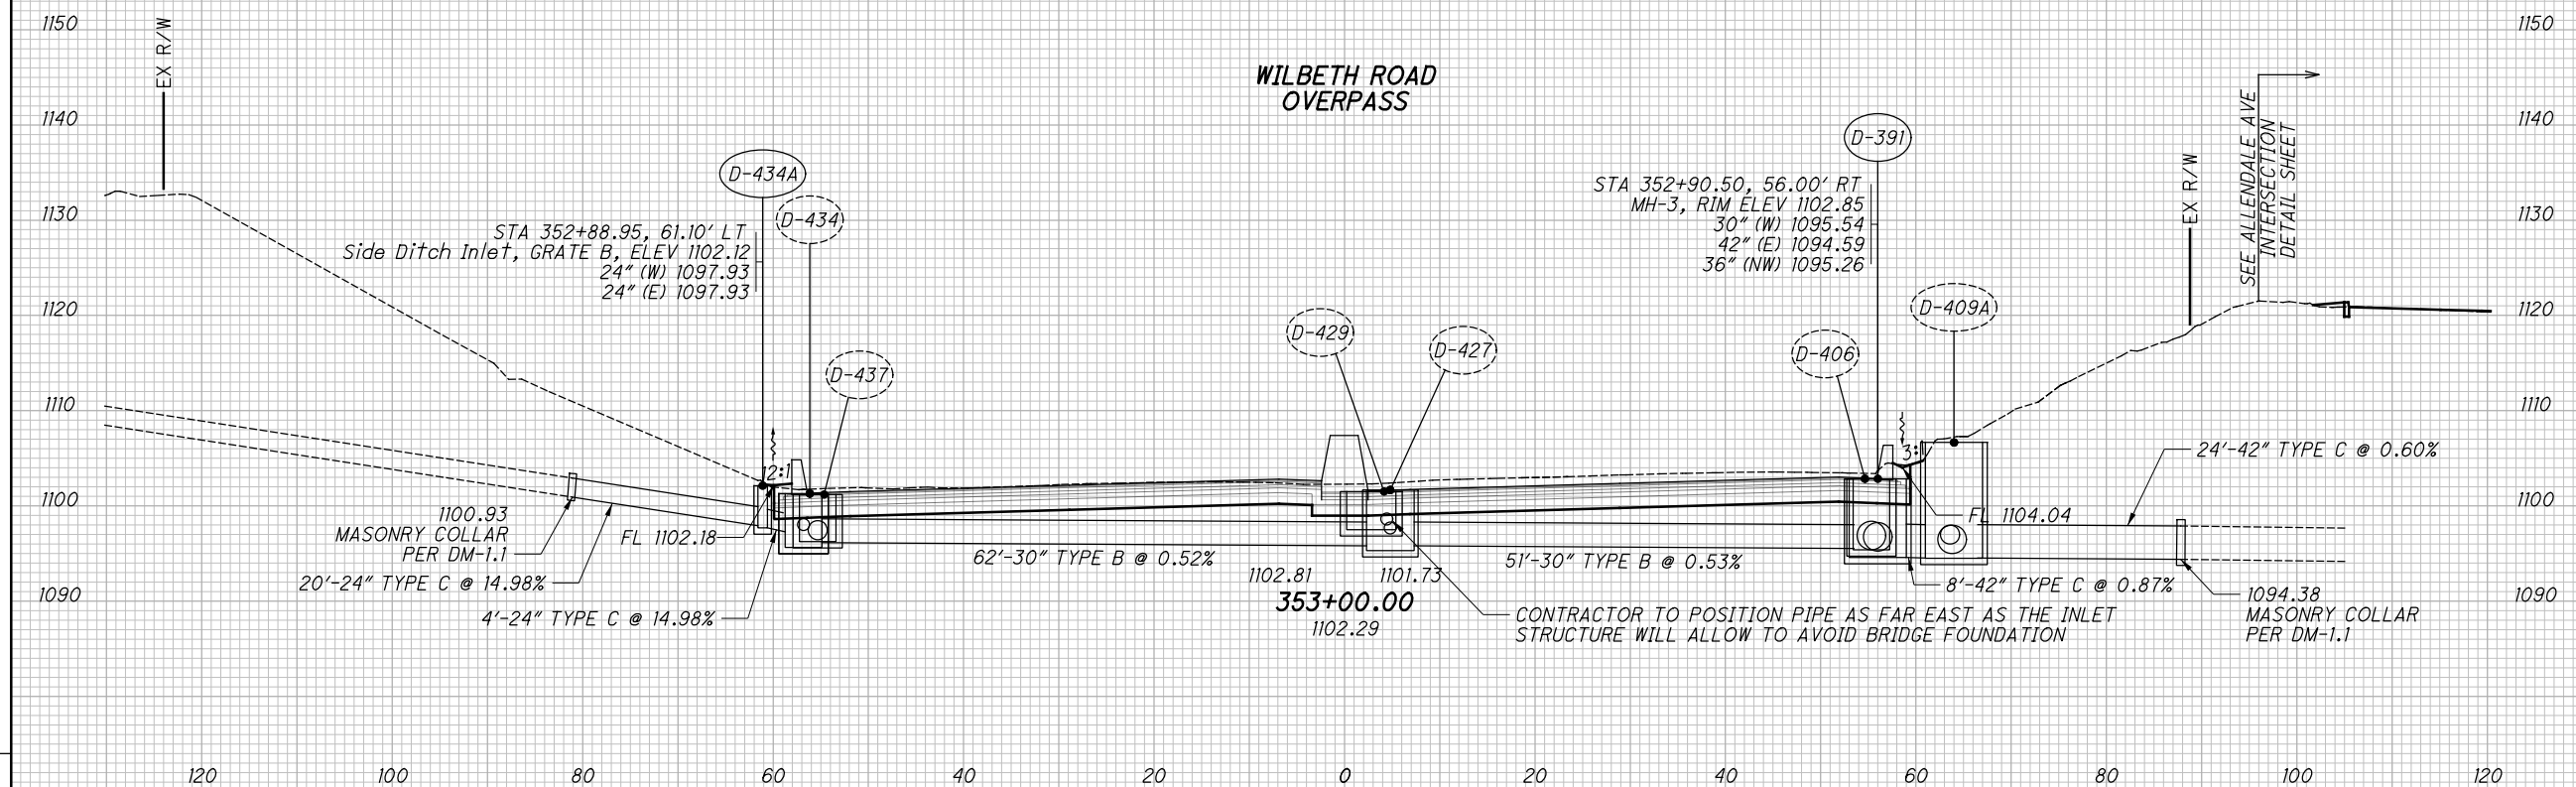 1150
1150
EX R/W
WILBETH ROAD
OVERPASS
1140
1140
D-391
D-434A
SEE ALLENDALE AVE
INTERSECTION
DETAIL SHEET
EX R/W
STA 352+90.50, 56.00' RT
MH-3, RIM ELEV 1102.85
30" (W) 1095.54
42" (E) 1094.59
36" (NW) 1095.26
1130
1130
D-434
STA 352+88.95, 61.10' LT
Side Ditch Inlet, GRATE B, ELEV 1102.12
24" (W) 1097.93
24" (E) 1097.93
1120
1120
D-409A
D-429
D-427
D-406
D-437
1110
1110
3:1
24'-42" TYPE C @ 0.60%
12:1
1100
1100
1100.93
MASONRY COLLAR
PER DM-1.1
FL 1102.18
FL 1104.04
62'-30" TYPE B @ 0.52%
51'-30" TYPE B @ 0.53%
20'-24" TYPE C @ 14.98%
1102.81
1101.73
8'-42" TYPE C @ 0.87%
1090
1090
353+00.00
1102.29
4'-24" TYPE C @ 14.98%
CONTRACTOR TO POSITION PIPE AS FAR EAST AS THE INLET
STRUCTURE WILL ALLOW TO AVOID BRIDGE FOUNDATION
1094.38
MASONRY COLLAR
PER DM-1.1
120
100
80
60
40
20
0
20
40
60
80
100
120